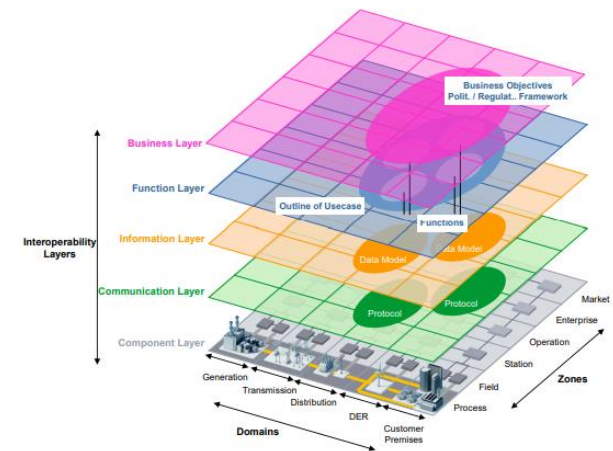 Business Objectives
Polit. / Regulat.. Framework
Business Layer
Function Layer
Outline of Usecase
Functions
Interoperability
Layers
Information Layer
Data Model
Data Model
Communication Layer
Protocol
Protocol
Component Layer
Market
Enterprise
Operation
Station
Field
Process
Zones
Generation
Transmission
Distribution
DER
Customer
Premises
Domains